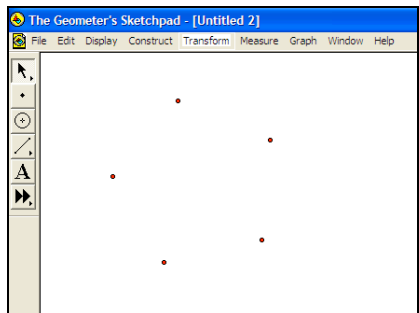 The Geometer's Sketchpad - [Untitled 2]
File Edit Display Construct Transform Measure Graph Window Help
A